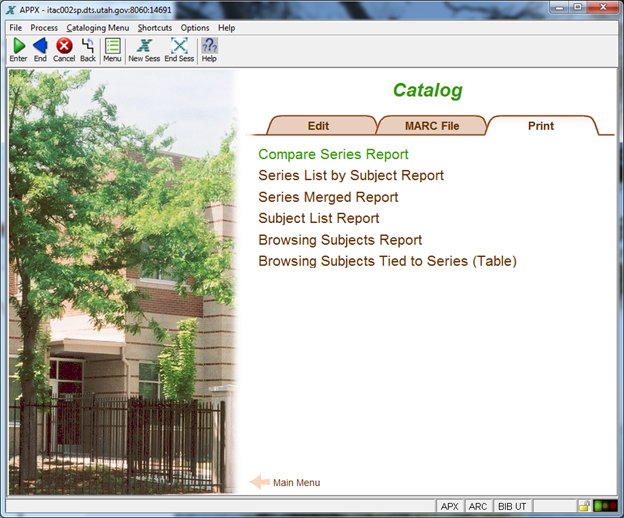 APPX - itac002sp.dts.utah.gov:8060:14691
File Process Cataloging Menu Shortcuts Options Help
Enter End Cancel Back Menu New Sess End Sess Help
Catalog
Edit MARC File Print
Compare Series Report
Series List by Subject Report
Series Merged Report
Subject List Report
Browsing Subjects Report
Browsing Subjects Tied to Series (Table)
Main Menu
APX ARC BIB UT